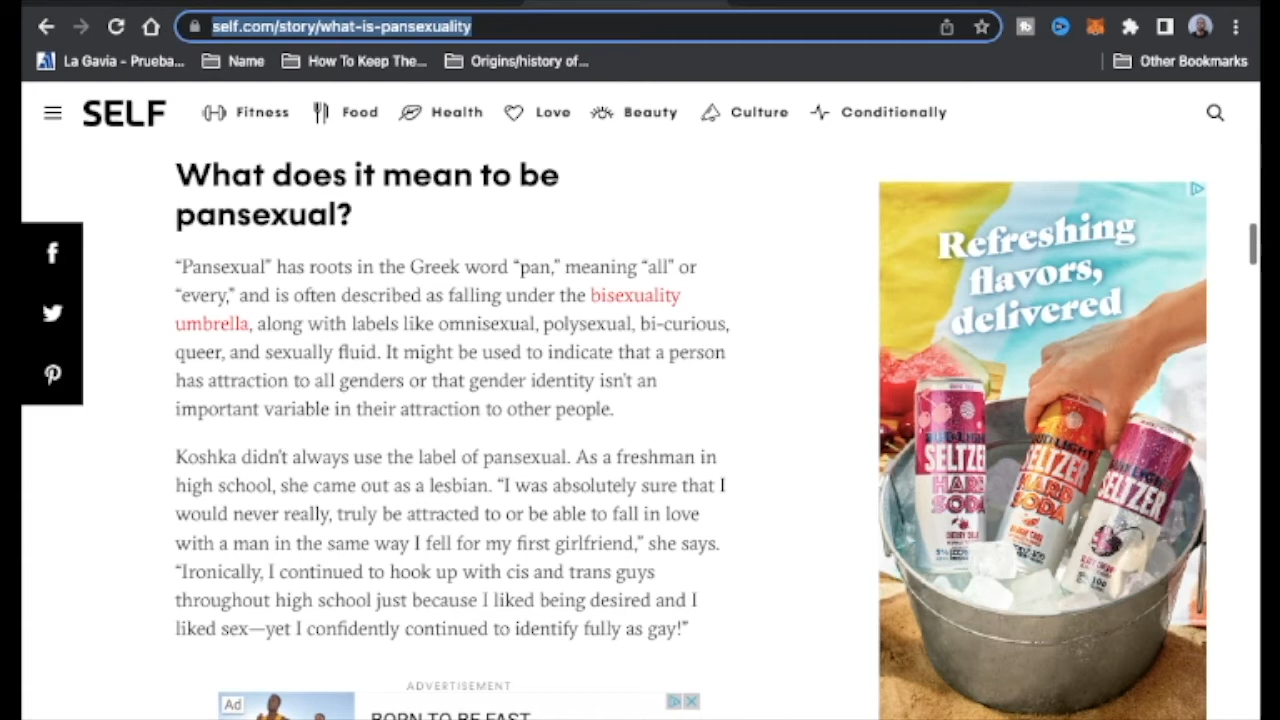 self.com/story/what-is-pansexuality
La Gavia - Prueba...
Name
How To Keep The...
Origins/history of...
Other Bookmarks
SELF
Fitness
Food
Health
Love
Beauty
Culture
Conditionally
What does it mean to be
pansexual?
“Pansexual” has roots in the Greek word “pan,” meaning “all” or
“every,” and is often described as falling under the bisexuality
umbrella, along with labels like omnisexual, polysexual, bi-curious,
queer, and sexually fluid. It might be used to indicate that a person
has attraction to all genders or that gender identity isn’t an
important variable in their attraction to other people.
Koshka didn’t always use the label of pansexual. As a freshman in
high school, she came out as a lesbian. “I was absolutely sure that I
would never really, truly be attracted to or be able to fall in love
with a man in the same way I fell for my first girlfriend,” she says.
“Ironically, I continued to hook up with cis and trans guys
throughout high school just because I liked being desired and I
liked sex—yet I confidently continued to identify fully as gay!”
ADVERTISEMENT
Ad
BORN TO BE FAST
Refreshing
flavors,
delivered
SELTZE
HARD
SODA
BUD LIGHT
SELTZER
HARD
SODA
SELTZER